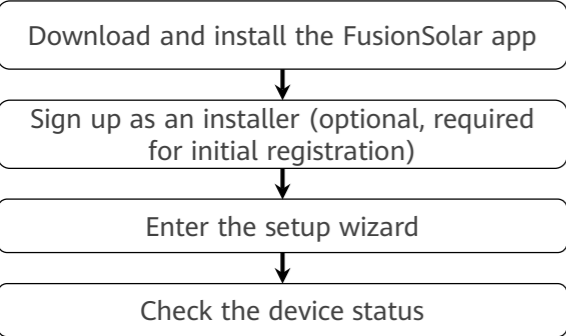 Download and install the FusionSolar app
Sign up as an installer (optional, required
for initial registration)
Enter the setup wizard
Check the device status